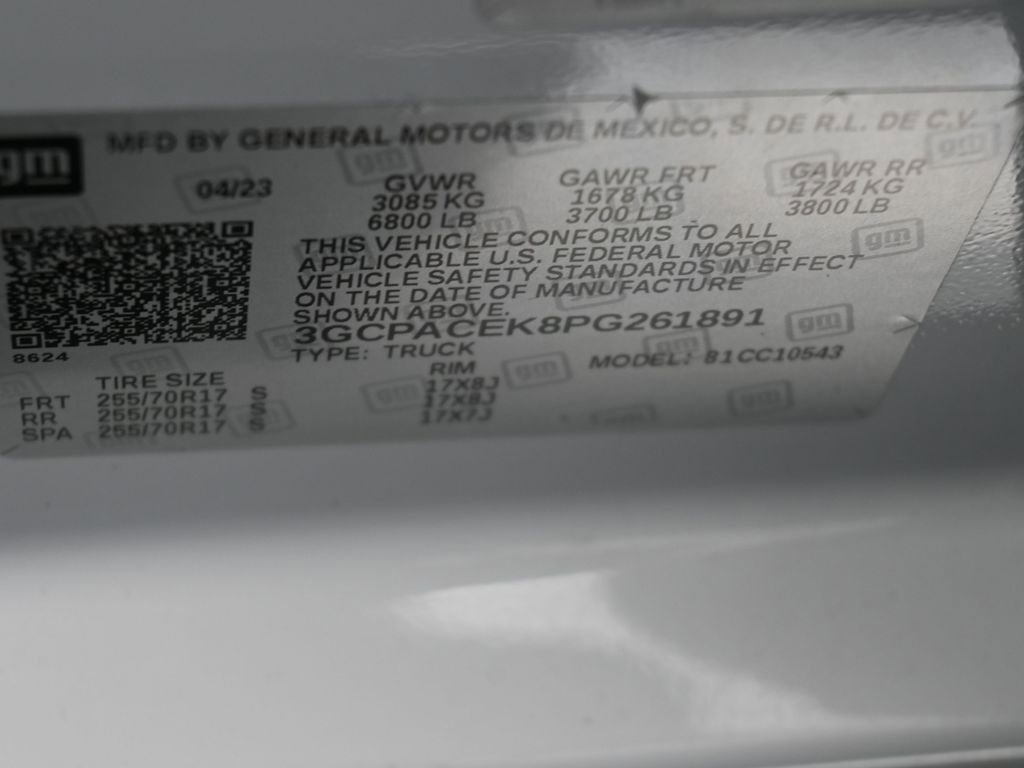 gm
MFD BY GENERAL MOTORS DE MEXICO, S. DE R.L. DE C.V.
04/23 GVWR GAWR FRT GAWR RR
3085 KG 1678 KG 1724 KG
6800 LB 3700 LB 3800 LB
THIS VEHICLE CONFORMS TO ALL
APPLICABLE U.S. FEDERAL MOTOR
VEHICLE SAFETY STANDARDS IN EFFECT
ON THE DATE OF MANUFACTURE
SHOWN ABOVE.
3GCPACEK8PG261891
8624
TYPE: TRUCK MODEL: 81CC10543
TIRE SIZE RIM
FRT 255/70R17 S 17X8J
RR 255/70R17 S 17X8J
SPA 255/70R17 S 17X7J